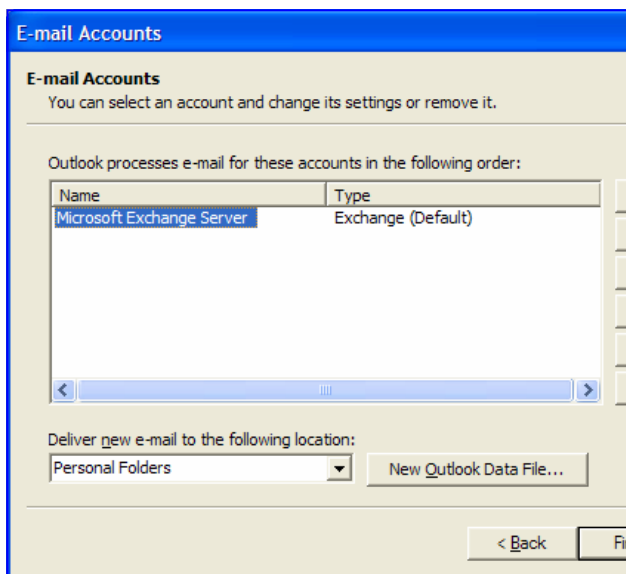 E-mail Accounts
E-mail Accounts
You can select an account and change its settings or remove it.
Outlook processes e-mail for these accounts in the following order:
Name Type
Microsoft Exchange Server Exchange (Default)
Deliver new e-mail to the following location:
Personal Folders New Outlook Data File...
< Back